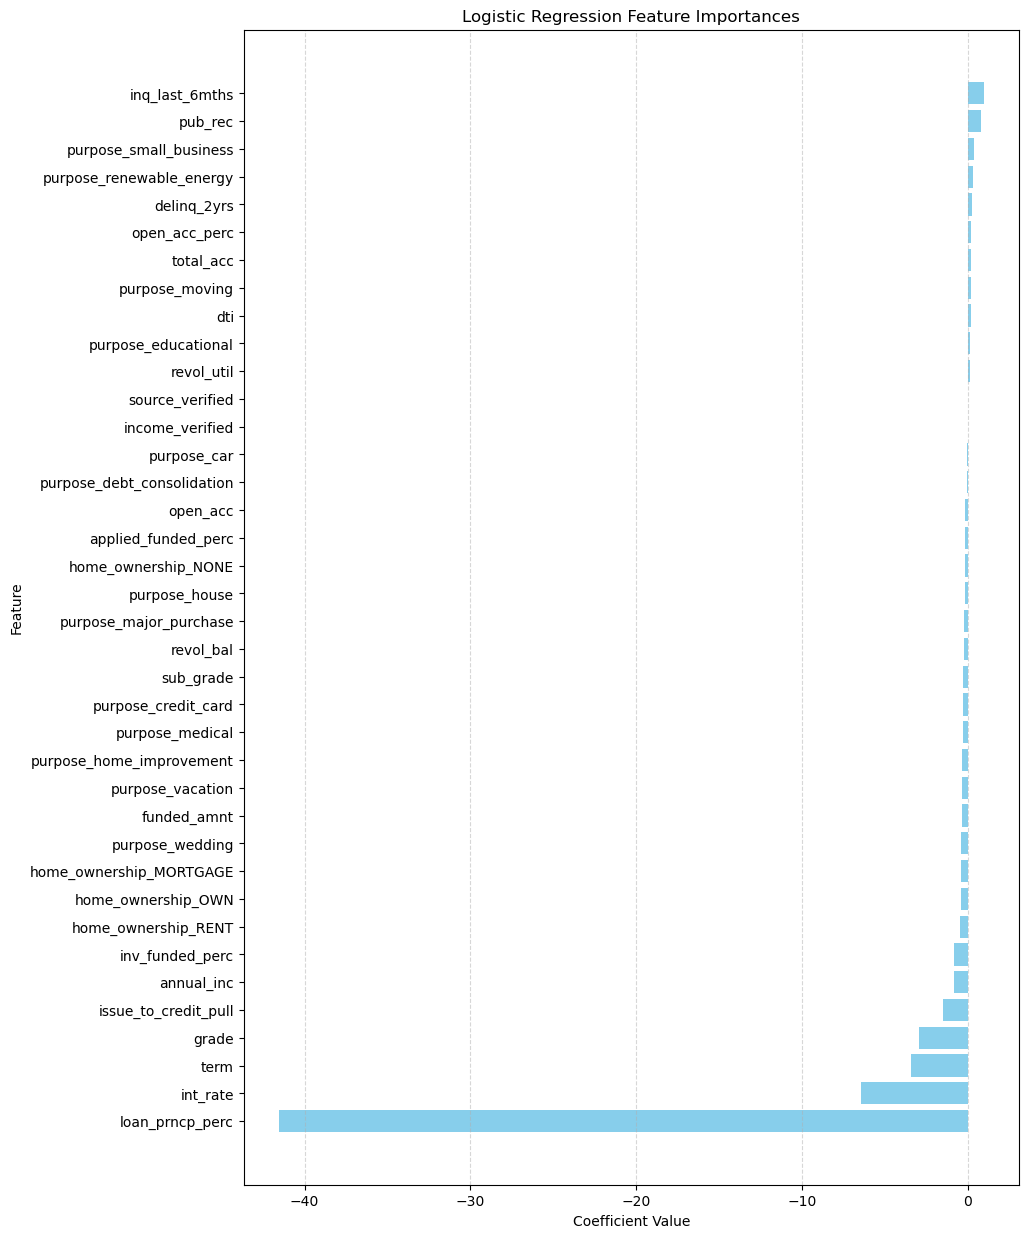 Logistic Regression Feature Importances
inq_last_6mths
pub_rec
purpose_small_business
purpose_renewable_energy
delinq_2yrs
open_acc_perc
total_acc
purpose_moving
dti
purpose_educational
revol_util
source_verified
income_verified
purpose_car
purpose_debt_consolidation
open_acc
applied_funded_perc
home_ownership_NONE
purpose_house
purpose_major_purchase
revol_bal
sub_grade
purpose_credit_card
purpose_medical
purpose_home_improvement
purpose_vacation
funded_amnt
purpose_wedding
home_ownership_MORTGAGE
home_ownership_OWN
home_ownership_RENT
inv_funded_perc
annual_inc
issue_to_credit_pull
grade
term
int_rate
loan_prncp_perc
Feature
−40 −30 −20 −10 0
Coefficient Value